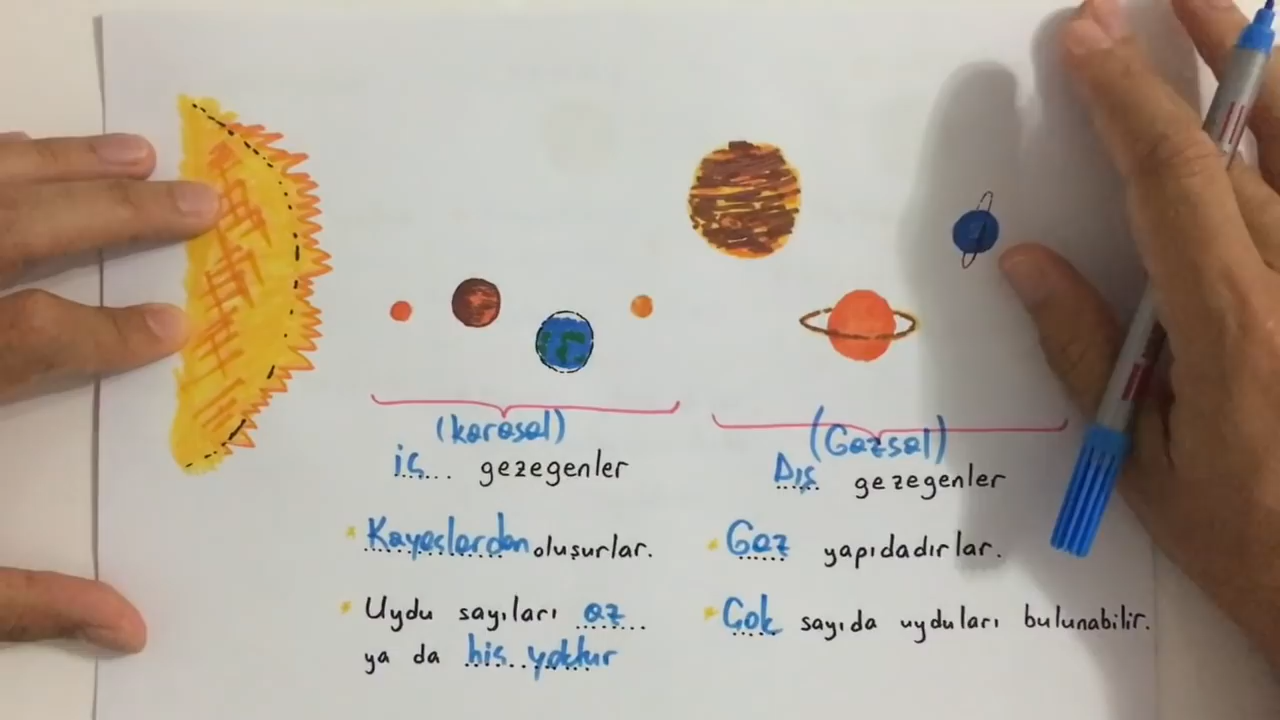 (karasal)
iç... gezegenler
Kayaçlardan oluşurlar.
Uydu sayıları az
ya da hiç yoktur
(Gazsal)
Dış gezegenler
Gaz yapıdadırlar.
Çok sayıda uyduları bulunabilir.